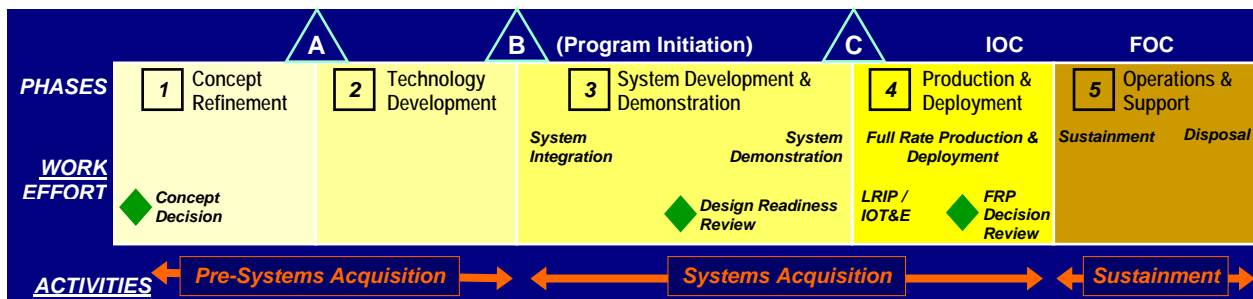 A
B
(Program Initiation)
C
IOC
FOC
PHASES
1
Concept
Refinement
2
Technology
Development
3
System Development &
Demonstration
4
Production &
Deployment
5
Operations &
Support
WORK
EFFORT
System
Integration
System
Demonstration
Full Rate Production &
Deployment
Sustainment
Disposal
Concept
Decision
Design Readiness
Review
LRIP /
IOT&E
FRP
Decision
Review
ACTIVITIES
Pre-Systems Acquisition
Systems Acquisition
Sustainment